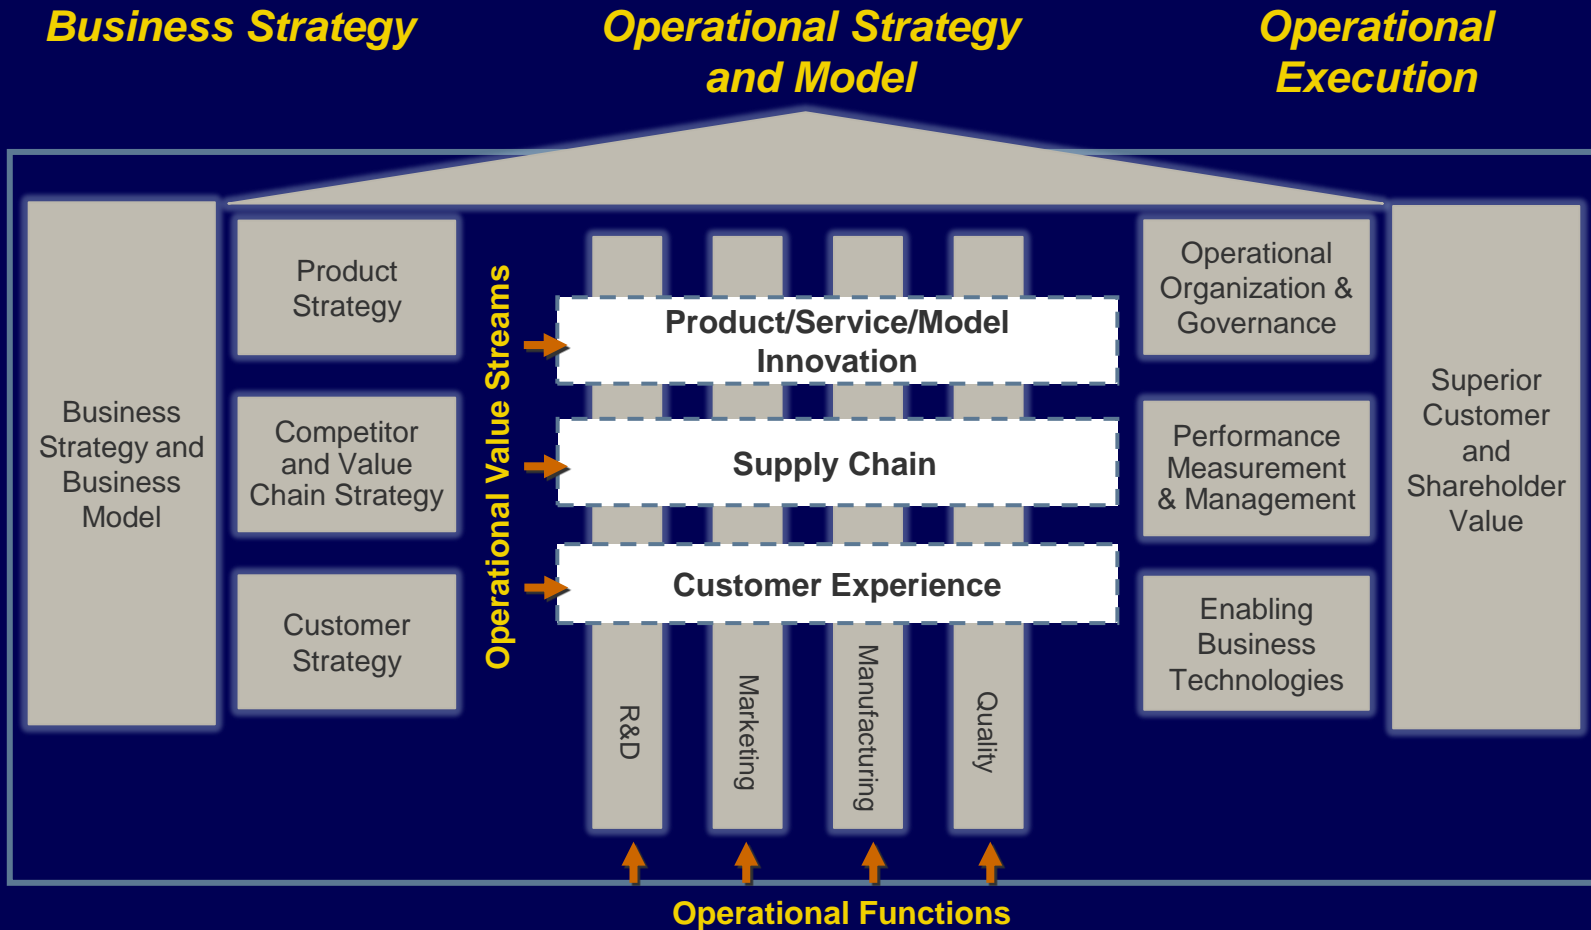 Business Strategy
Operational Strategy
and Model
Operational
Execution
Business
Strategy and
Business
Model
Product
Strategy
Competitor
and Value
Chain Strategy
Customer
Strategy
Operational Value Streams
Product/Service/Model
Innovation
Supply Chain
Customer Experience
R&D
Marketing
Manufacturing
Quality
Operational
Organization &
Governance
Performance
Measurement
& Management
Enabling
Business
Technologies
Superior
Customer
and
Shareholder
Value
Operational Functions